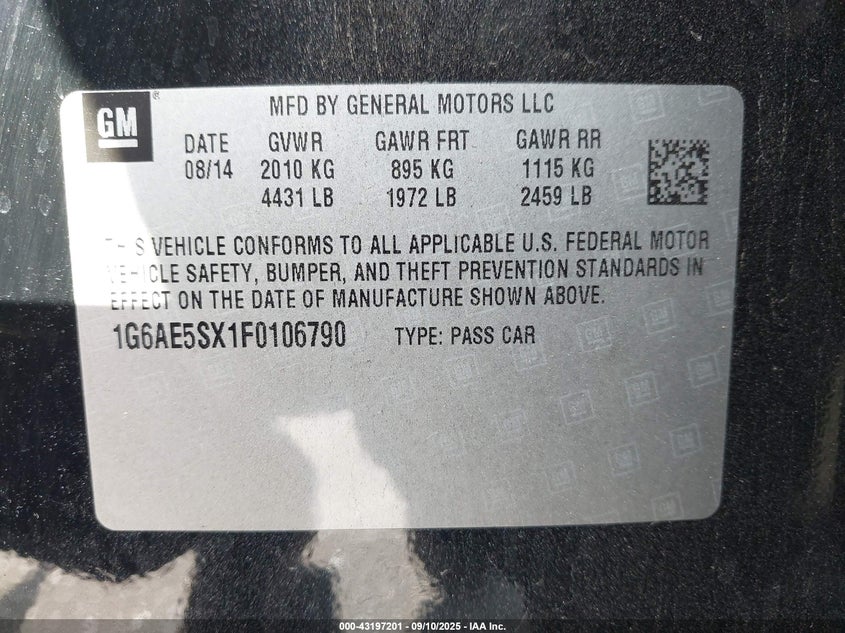 GM®
MFD BY GENERAL MOTORS LLC
DATE GVWR GAWR FRT GAWR RR
08/14 2010 KG 895 KG 1115 KG
4431 LB 1972 LB 2459 LB
THIS VEHICLE CONFORMS TO ALL APPLICABLE U.S. FEDERAL MOTOR
VEHICLE SAFETY, BUMPER, AND THEFT PREVENTION STANDARDS IN
EFFECT ON THE DATE OF MANUFACTURE SHOWN ABOVE.
1G6AE5SX1F0106790 TYPE: PASS CAR
000-43197201 - 09/10/2025 - IAA Inc.